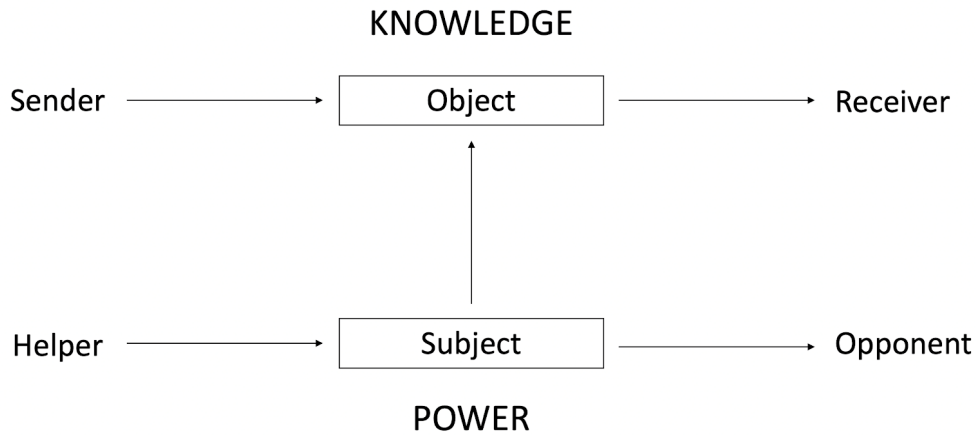 KNOWLEDGE
Sender
Object
Receiver
Helper
Subject
Opponent
POWER